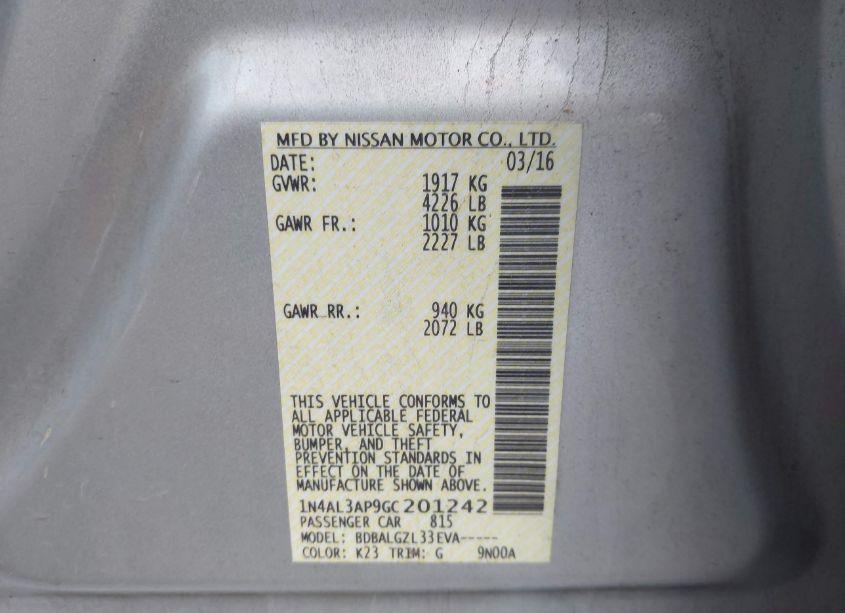 MFD BY NISSAN MOTOR CO., LTD.
DATE: 03/16
GVWR: 1917 KG
4226 LB
GAWR FR.: 1010 KG
2227 LB
GAWR RR.: 940 KG
2072 LB
THIS VEHICLE CONFORMS TO
ALL APPLICABLE FEDERAL
MOTOR VEHICLE SAFETY,
BUMPER, AND THEFT
PREVENTION STANDARDS IN
EFFECT ON THE DATE OF
MANUFACTURE SHOWN ABOVE.
1N4AL3AP9GC201242
PASSENGER CAR 815
MODEL: BDBALGZL33EVA-----
COLOR: K23 TRIM: G 9N00A